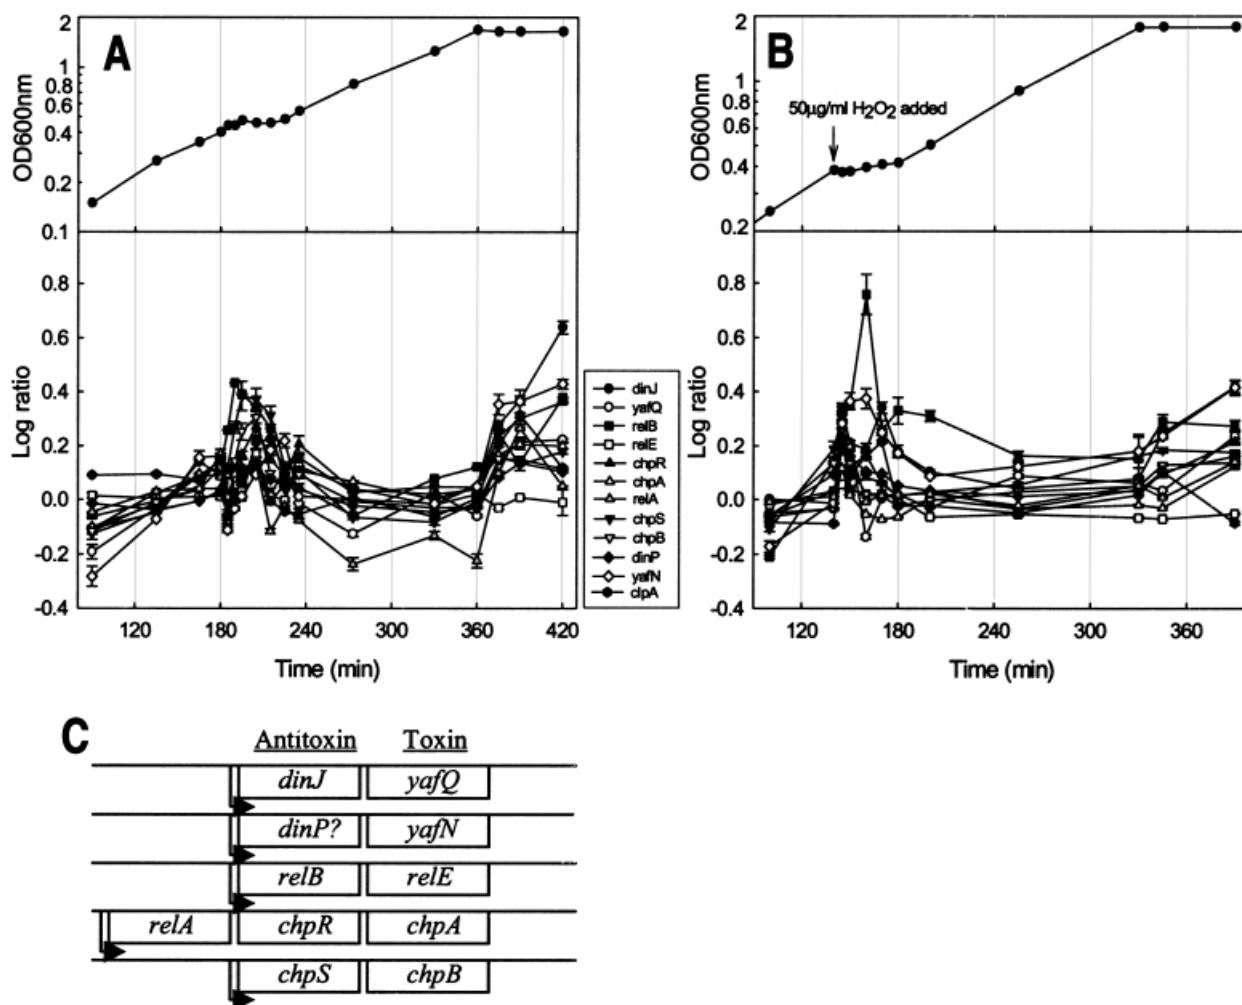 A
OD600nm
2
1
0.8
0.6
0.4
0.2
0.1
B
OD600nm
2
1
0.8
0.6
0.4
0.2
50µg/ml H2O2 added
Log ratio
0.8
0.6
0.4
0.2
0.0
-0.2
-0.4
120 180 240 300 360 420
Time (min)
dinJ
yafQ
relB
relE
chpR
chpA
relA
chpS
chpB
dinP
yafN
clpA
Log ratio
0.8
0.6
0.4
0.2
0.0
-0.2
-0.4
120 180 240 300 360
Time (min)
C
Antitoxin Toxin
dinJ yafQ
dinP? yafN
relB relE
relA chpR chpA
chpS chpB